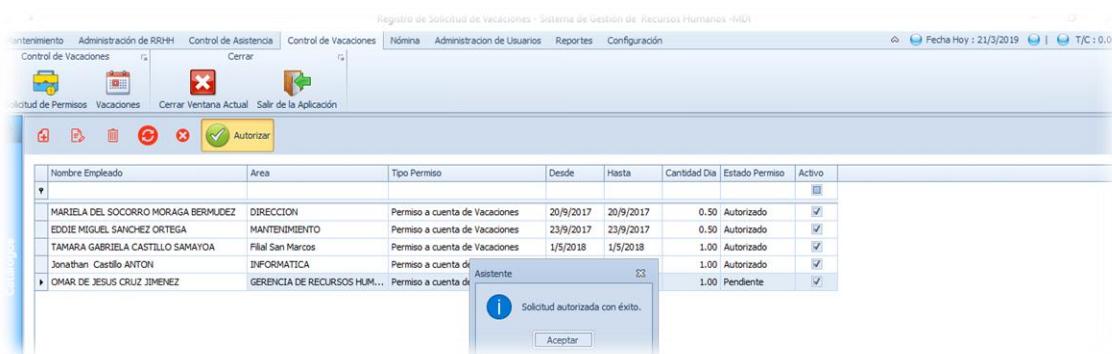 Registro de Solicitud de Vacaciones - Sistema de Gestión de Recursos Humanos -MDI
Mantenimiento Administración de RRHH Control de Asistencia Control de Vacaciones Nómina Administracion de Usuarios Reportes Configuración Fecha Hoy : 21/3/2019 | T/C : 0.0
Control de Vacaciones Cerrar
Solicitud de Permisos Vacaciones Cerrar Ventana Actual Salir de la Aplicación
Autorizar
Nombre Empleado Area Tipo Permiso Desde Hasta Cantidad Dia Estado Permiso Activo
MARIELA DEL SOCORRO MORAGA BERMUDEZ DIRECCION Permiso a cuenta de Vacaciones 20/9/2017 20/9/2017 0.50 Autorizado
EDDIE MIGUEL SANCHEZ ORTEGA MANTENIMIENTO Permiso a cuenta de Vacaciones 23/9/2017 23/9/2017 0.50 Autorizado
TAMARA GABRIELA CASTILLO SAMAYOA Filial San Marcos Permiso a cuenta de Vacaciones 1/5/2018 1/5/2018 1.00 Autorizado
Jonathan Castillo ANTON INFORMATICA Permiso a cuenta de 1.00 Autorizado
OMAR DE JESUS CRUZ JIMENEZ GERENCIA DE RECURSOS HUM... Permiso a cuenta de 1.00 Pendiente
Asistente
Solicitud autorizada con éxito.
Aceptar
Catalogos